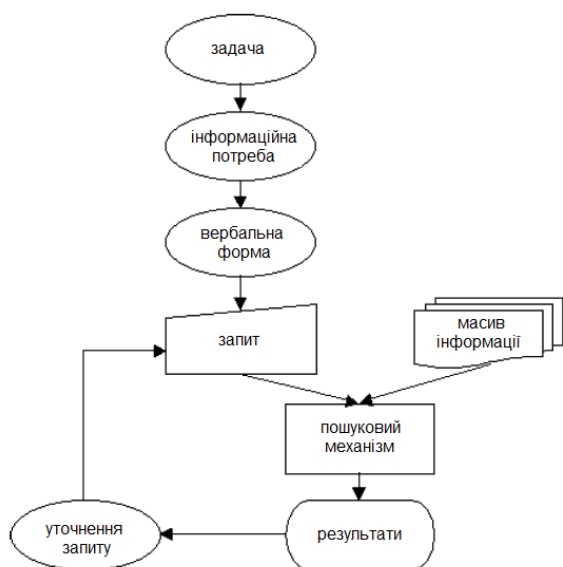 задача
інформаційна
потреба
вербальна
форма
запит
масив
інформації
пошуковий
механізм
результати
уточнення
запиту